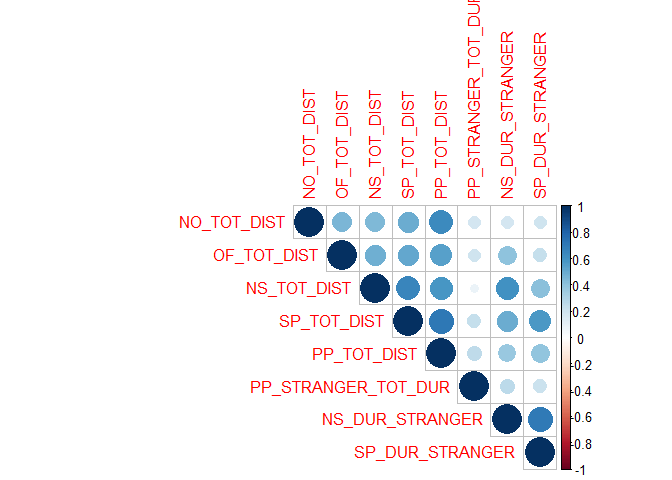 NO_TOT_DIST
OF_TOT_DIST
NS_TOT_DIST
SP_TOT_DIST
PP_TOT_DIST
PP_STRANGER_TOT_DUR
NS_DUR_STRANGER
SP_DUR_STRANGER
NO_TOT_DIST
OF_TOT_DIST
NS_TOT_DIST
SP_TOT_DIST
PP_TOT_DIST
PP_STRANGER_TOT_DUR
NS_DUR_STRANGER
SP_DUR_STRANGER
1
0.8
0.6
0.4
0.2
0
-0.2
-0.4
-0.6
-0.8
-1